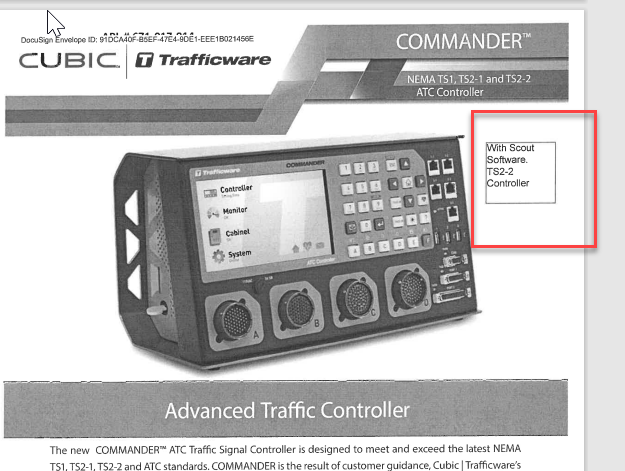 DocuSign Envelope ID: 91DCA40F-B5EF-47E4-9DE1-EEE1B021456E
CUBIC | Trafficware
COMMANDER™
NEMA TS1, TS2-1 and TS2-2
ATC Controller
With Scout
Software.
TS2-2
Controller
Trafficware
COMMANDER
Controller
Monitor
Cabinet
System
ATC Controller
A
B
C
D
Advanced Traffic Controller
The new COMMANDER™ ATC Traffic Signal Controller is designed to meet and exceed the latest NEMA
TS1, TS2-1, TS2-2 and ATC standards. COMMANDER is the result of customer guidance, Cubic | Trafficware's